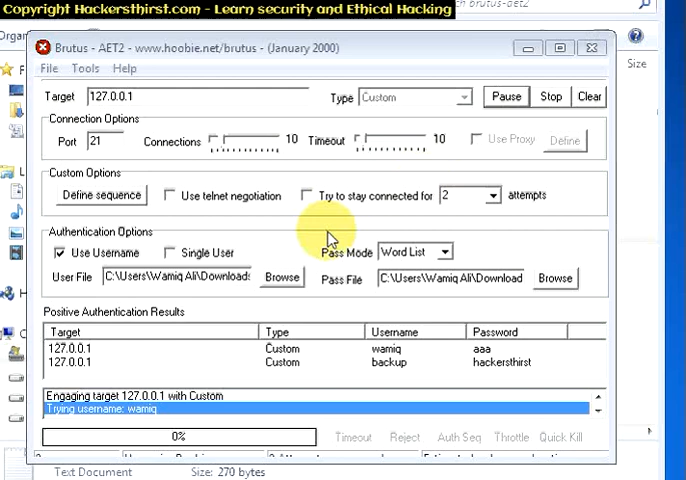 Copyright Hackersthirst.com - Learn security and Ethical Hacking
brutus-aet2
Organ
Size
Brutus - AET2 - www.hoobie.net/brutus - (January 2000)
File Tools Help
Target 127.0.0.1 Type Custom Pause Stop Clear
Connection Options
Port 21 Connections 10 Timeout 10 Use Proxy Define
Custom Options
Define sequence Use telnet negotiation Try to stay connected for 2 attempts
Authentication Options
Use Username Single User Pass Mode Word List
User File C:\Users\Wamiq Ali\Downloads Browse Pass File C:\Users\Wamiq Ali\Download Browse
Positive Authentication Results
Target Type Username Password
127.0.0.1 Custom wamiq aaa
127.0.0.1 Custom backup hackersthirst
Engaging target 127.0.0.1 with Custom
Trying username: wamiq
0% Timeout Reject Auth Seq Throttle Quick Kill
Text Document Size: 270 bytes